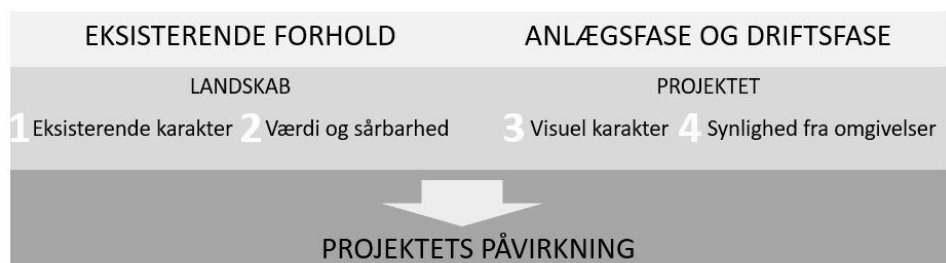 EKSISTERENDE FORHOLD
ANLÆGSFASE OG DRIFTSFASE
LANDSKAB
PROJEKTET
1 Eksisterende karakter 2 Værdi og sårbarhed
3 Visuel karakter 4 Synlighed fra omgivelser
PROJEKTETS PÅVIRKNING